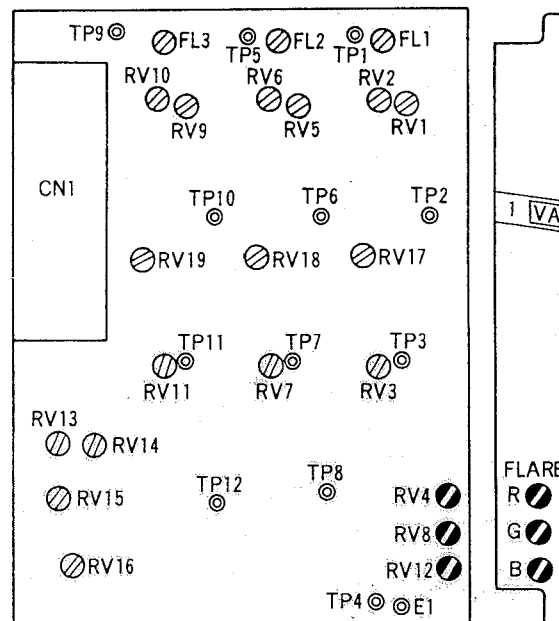 TP9 FL3 TP5 FL2 TP1 FL1
RV10 RV6 RV2
RV9 RV5 RV1
CN1
TP10 TP6 TP2
1 VA
RV19 RV18 RV17
TP11 TP7 TP3
RV11 RV7 RV3
RV13
RV14
FLARE
TP12 TP8
RV15 RV4 R
RV8 G
RV16 RV12 B
TP4 E1